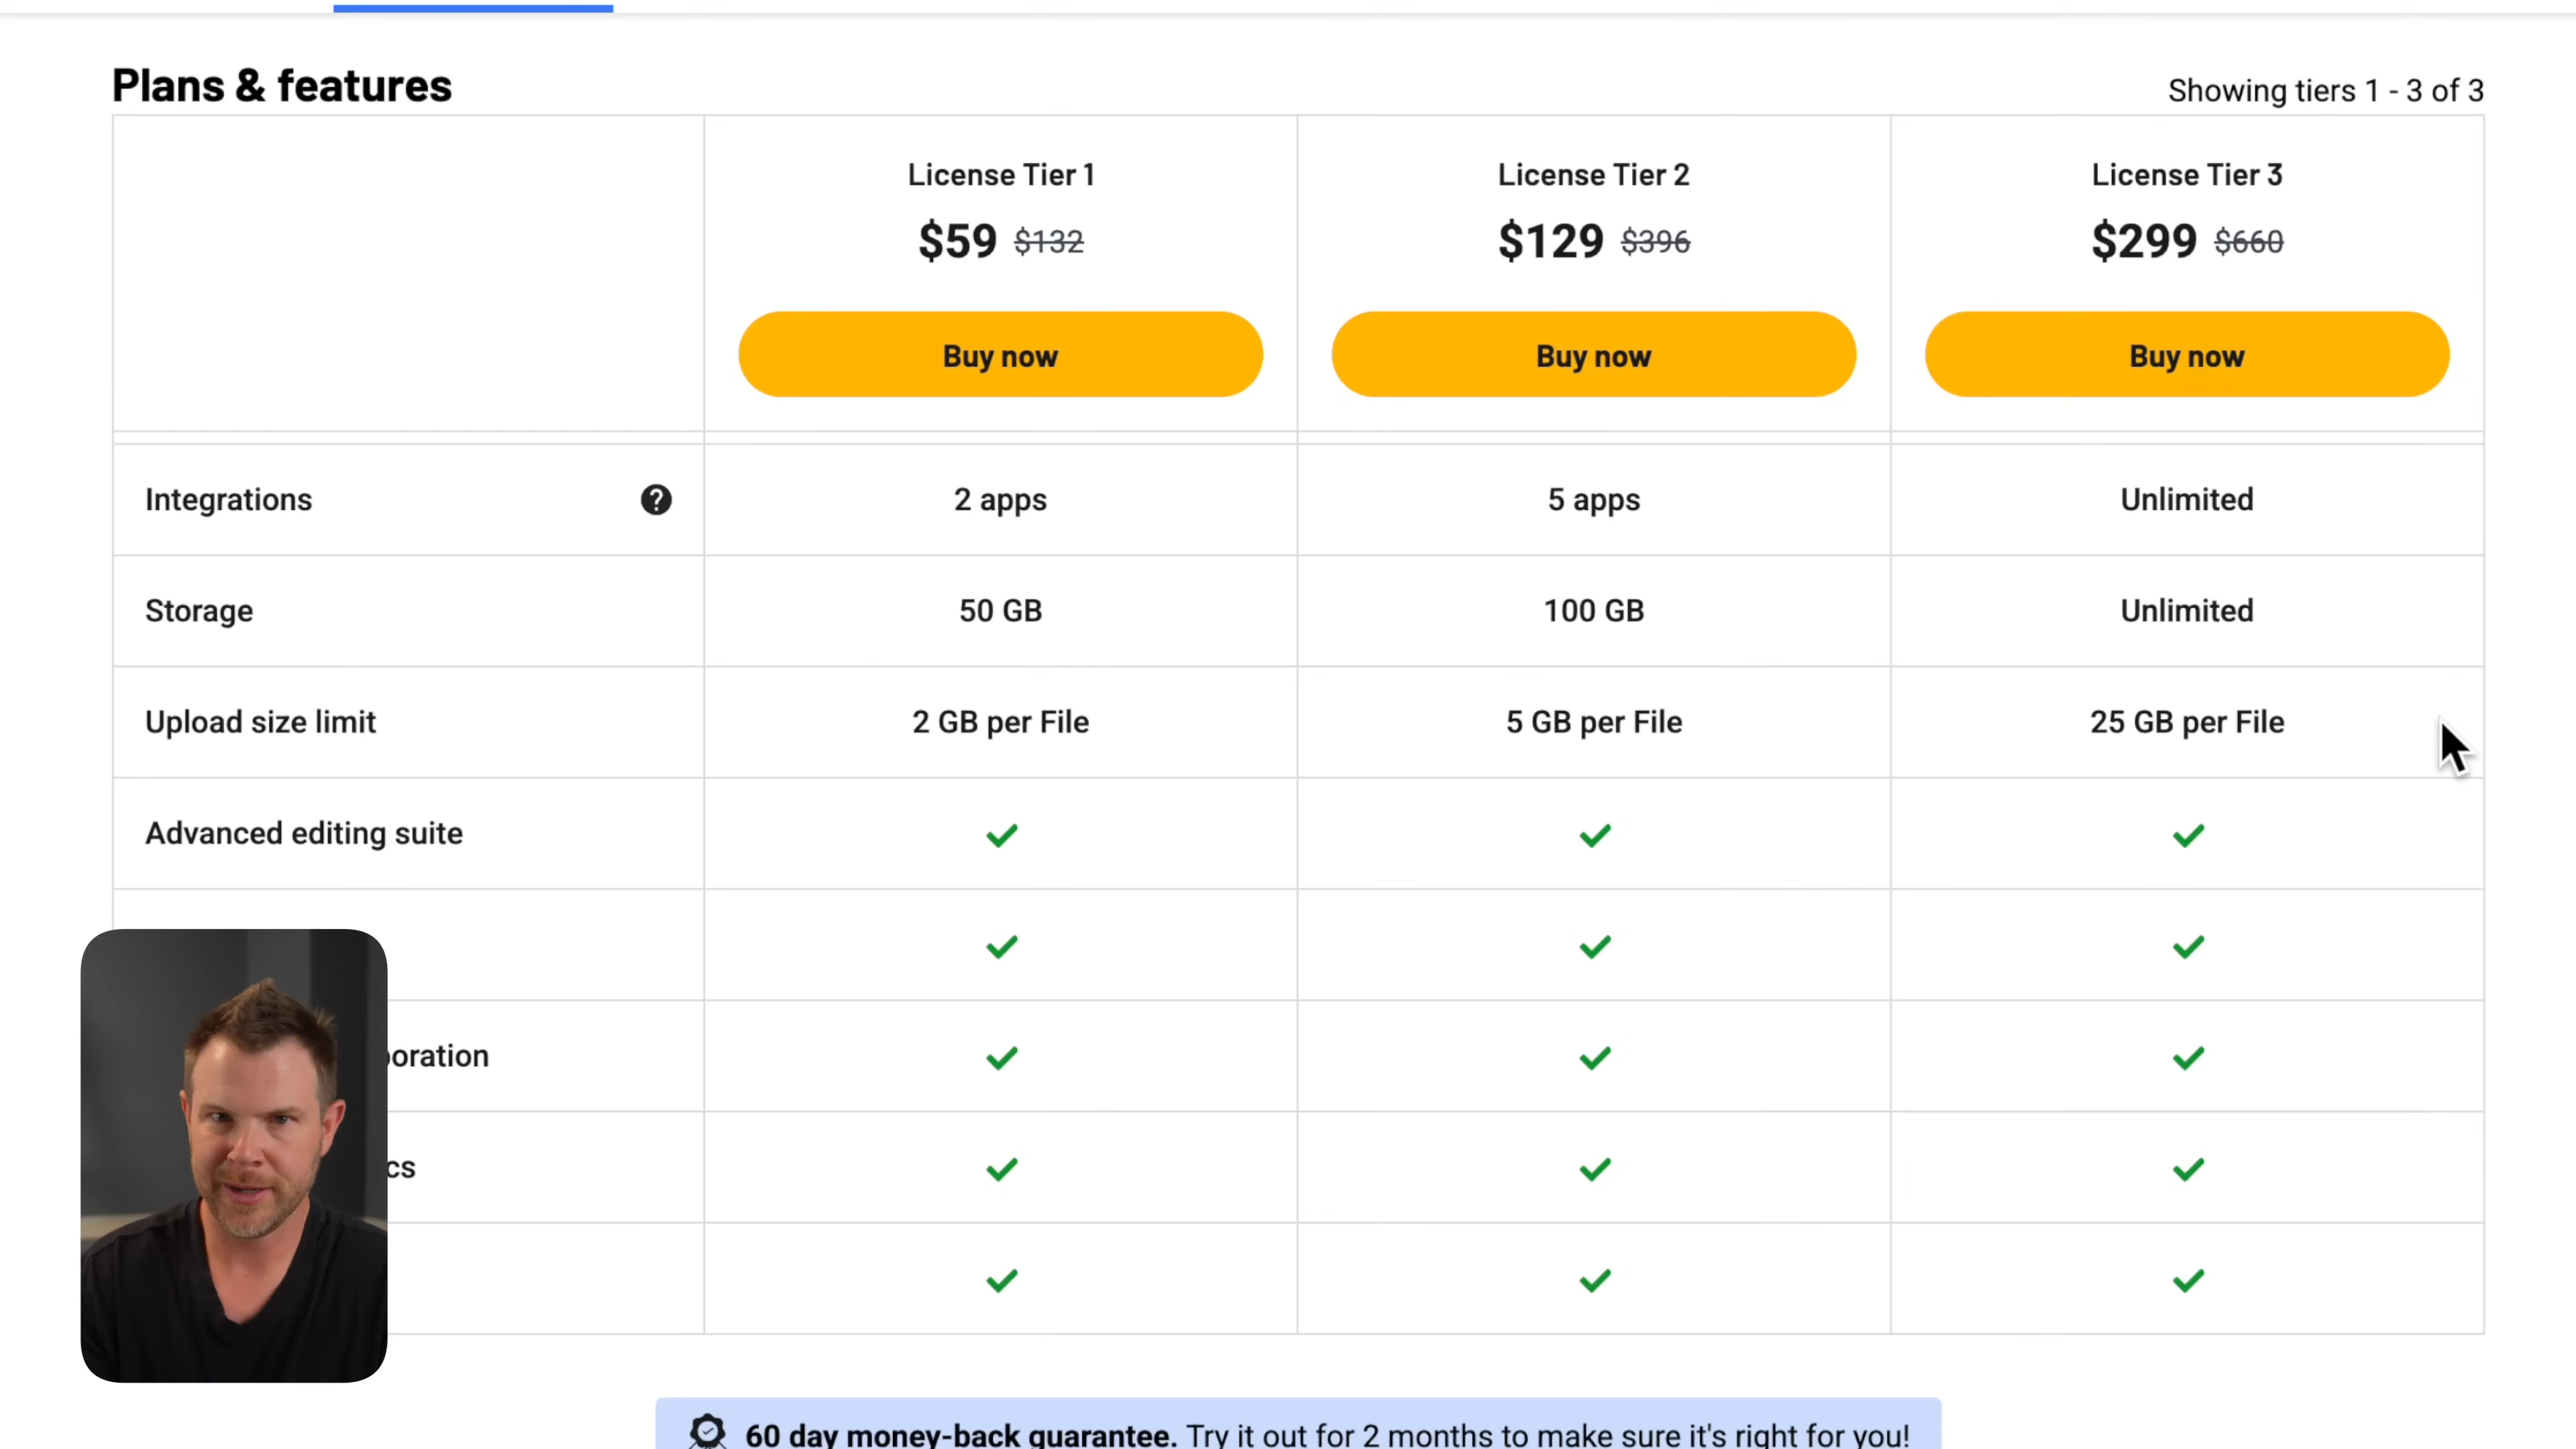 Plans & features
Showing tiers 1 - 3 of 3
License Tier 1
$59 $132
Buy now
License Tier 2
$129 $396
Buy now
License Tier 3
$299 $660
Buy now
Integrations ? 2 apps 5 apps Unlimited
Storage 50 GB 100 GB Unlimited
Upload size limit 2 GB per File 5 GB per File 25 GB per File
Advanced editing suite
oration
cs
60 day money-back guarantee. Try it out for 2 months to make sure it's right for you!